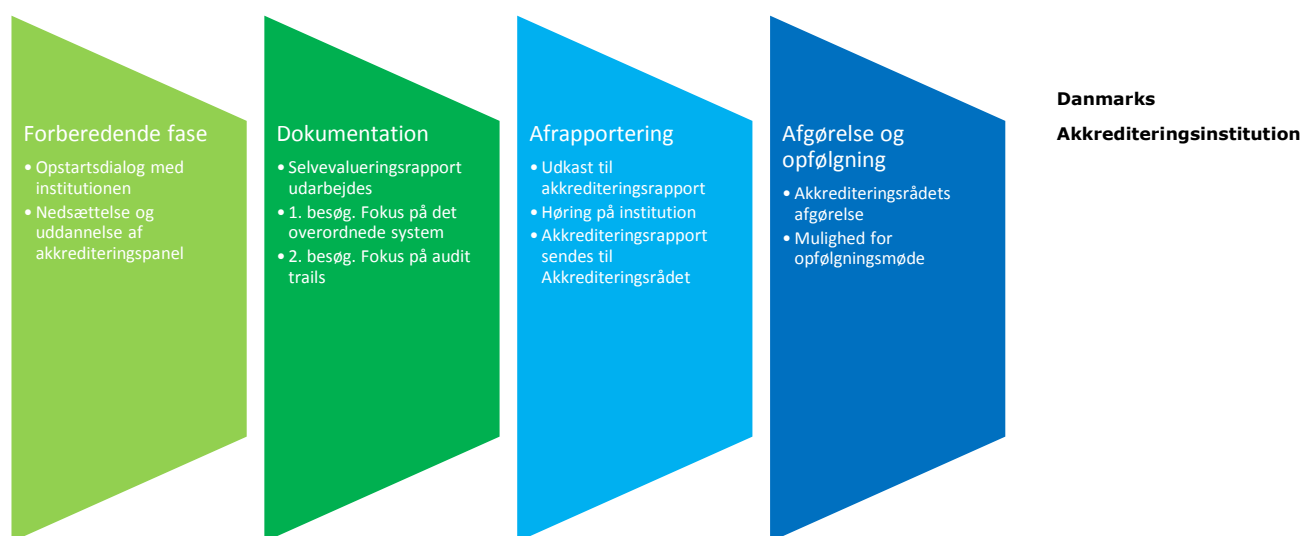 Forberedende fase
• Opstartsdialog med
institutionen
• Nedsættelse og
uddannelse af
akkrediteringspanel
Dokumentation
• Selvevalueringsrapport
udarbejdes
• 1. besøg. Fokus på det
overordnede system
• 2. besøg. Fokus på audit
trails
Afrapportering
• Udkast til
akkrediteringsrapport
• Høring på institution
• Akkrediteringsrapport
sendes til
Akkrediteringsrådet
Afgørelse og
opfølgning
• Akkrediteringsrådets
afgørelse
• Mulighed for
opfølgningsmøde
Danmarks
Akkrediteringsinstitution